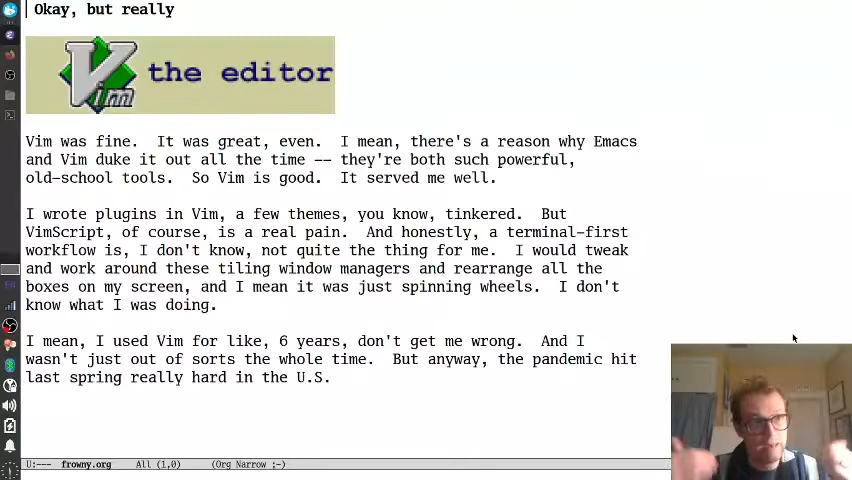 Okay, but really
Vim the editor
Vim was fine.  It was great, even.  I mean, there's a reason why Emacs
and Vim duke it out all the time -- they're both such powerful,
old-school tools.  So Vim is good.  It served me well.
I wrote plugins in Vim, a few themes, you know, tinkered.  But
VimScript, of course, is a real pain.  And honestly, a terminal-first
workflow is, I don't know, not quite the thing for me.  I would tweak
and work around these tiling window managers and rearrange all the
boxes on my screen, and I mean it was just spinning wheels.  I don't
know what I was doing.
I mean, I used Vim for like, 6 years, don't get me wrong.  And I
wasn't just out of sorts the whole time.  But anyway, the pandemic hit
last spring really hard in the U.S.
U:---  frowny.org   All (1,0)   (Org Narrow ;-)